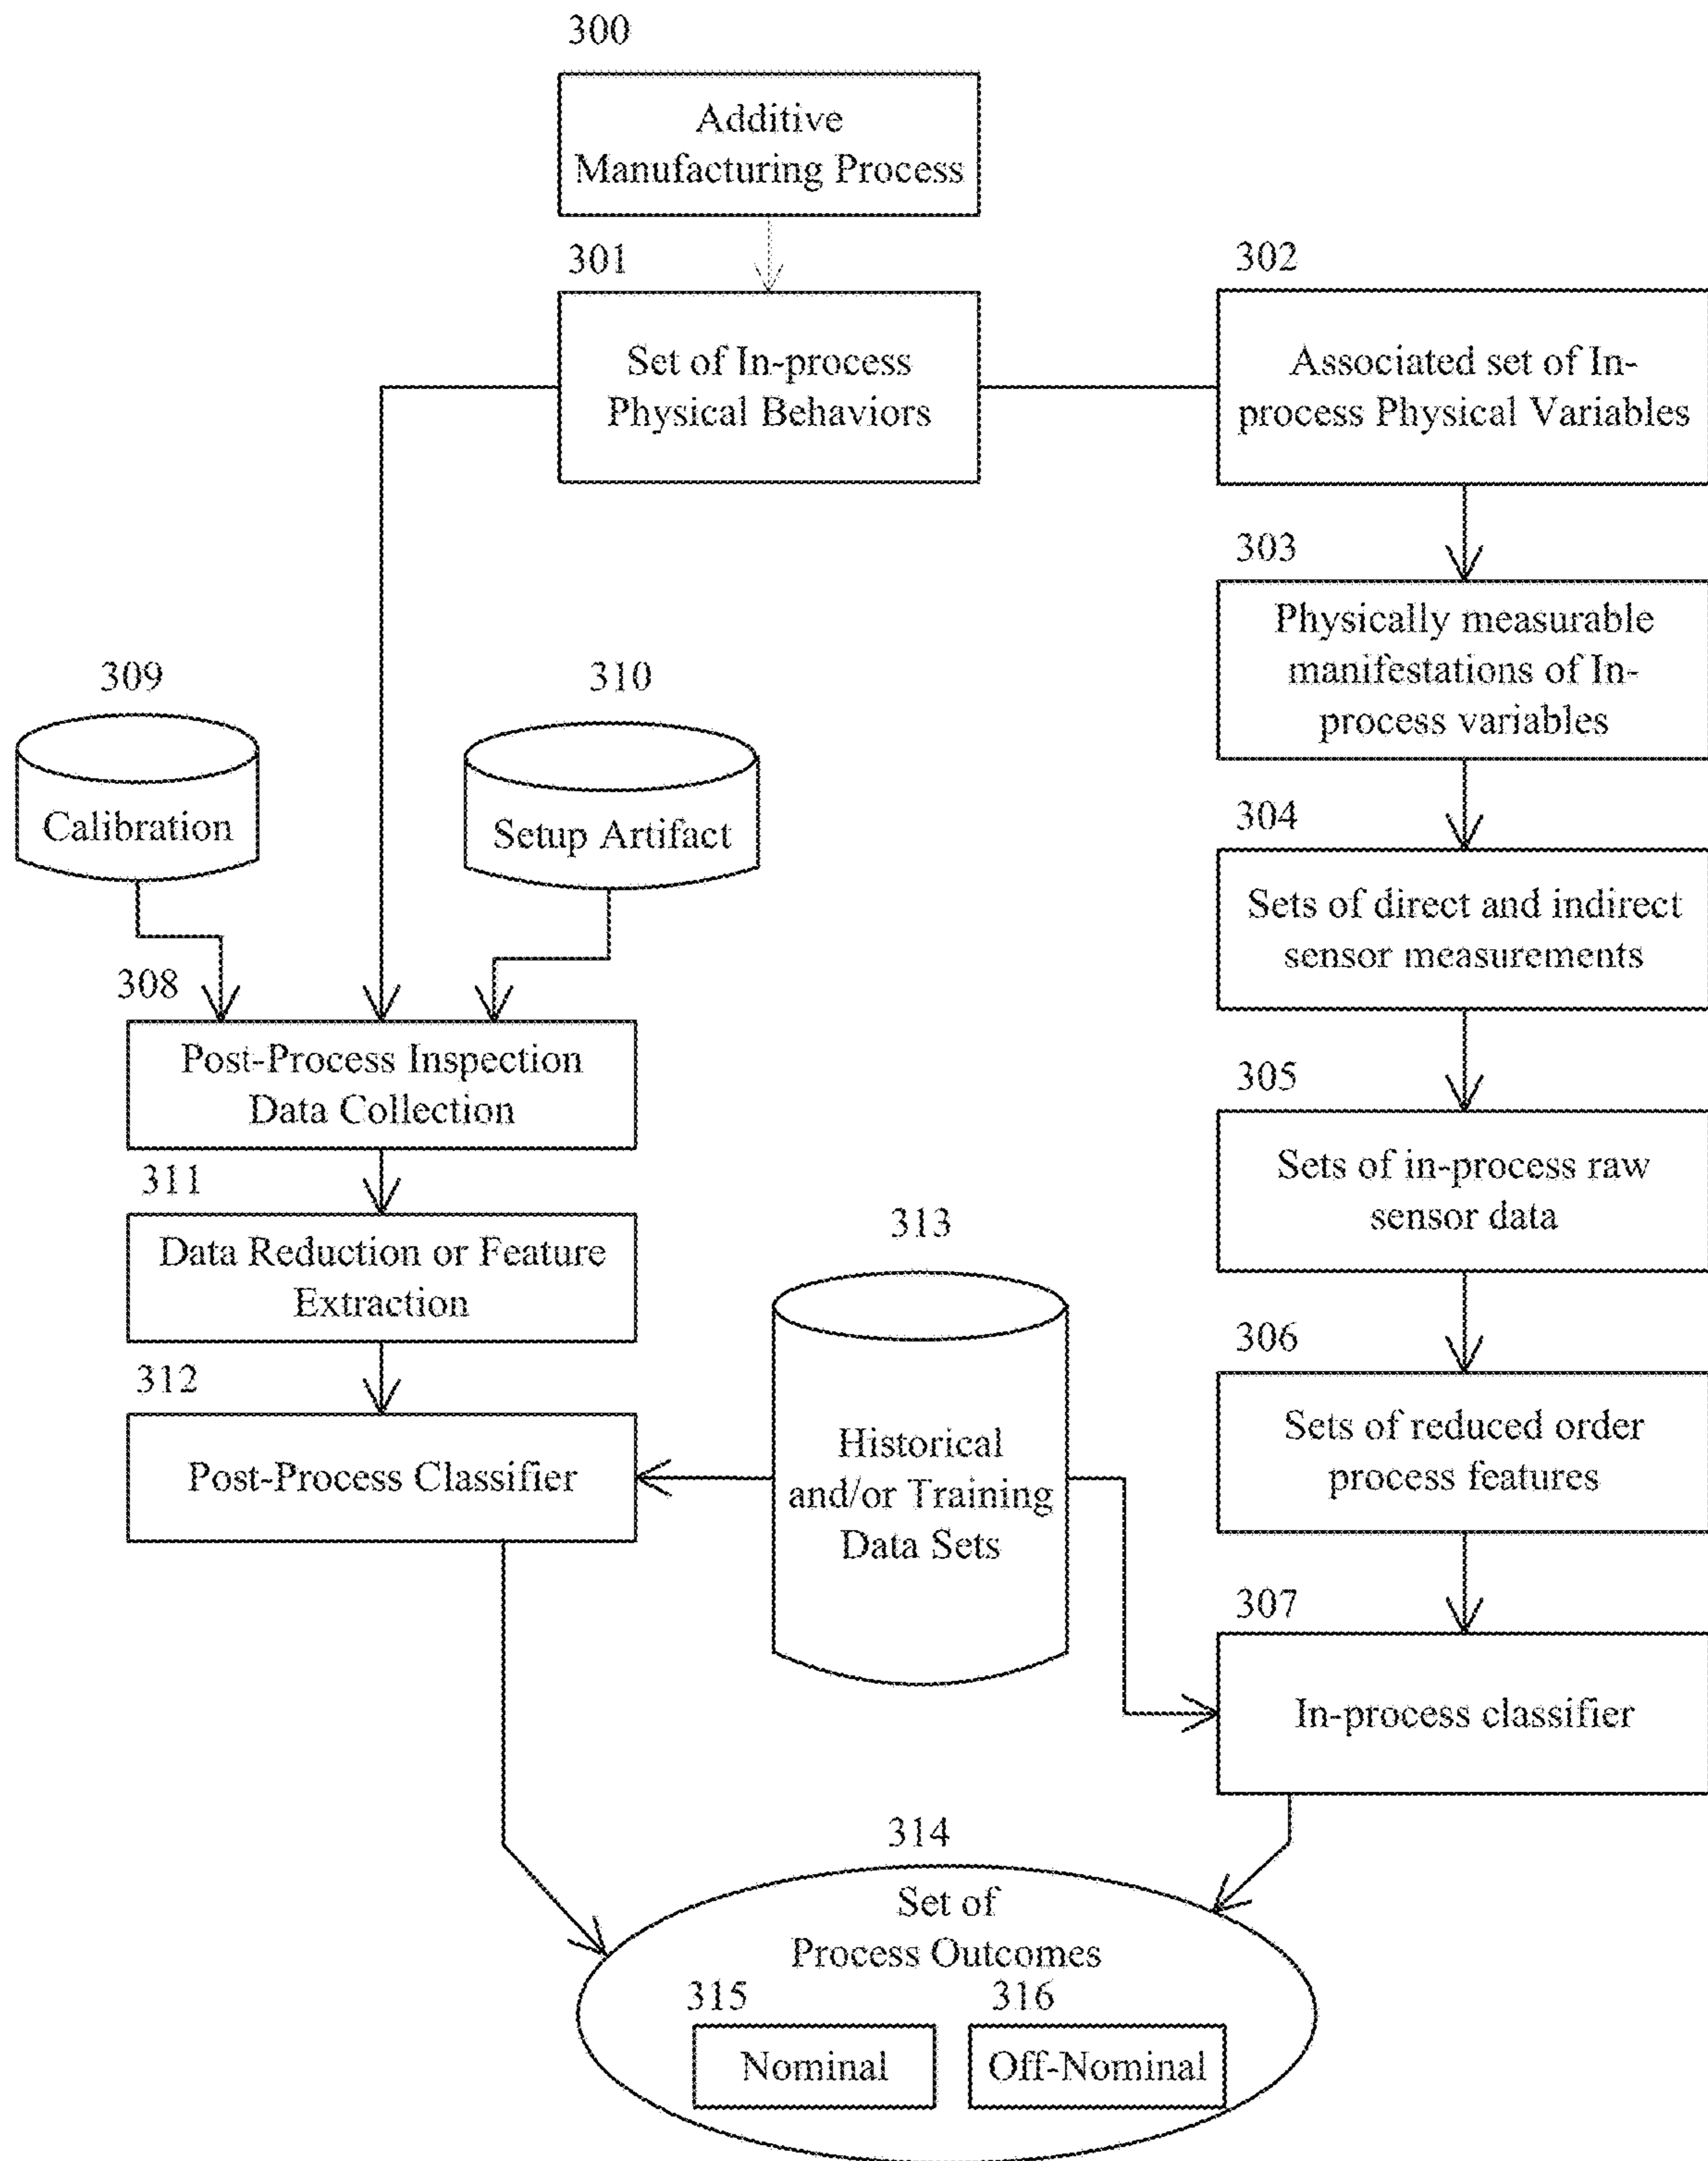 300
Additive
Manufacturing Process
301
Set of In-process
Physical Behaviors
302
Associated set of In-
process Physical Variables
303
Physically measurable
manifestations of In-
process variables
309
Calibration
310
Setup Artifact
304
Sets of direct and indirect
sensor measurements
308
Post-Process Inspection
Data Collection
305
Sets of in-process raw
sensor data
311
Data Reduction or Feature
Extraction
313
Historical
and/or Training
Data Sets
306
Sets of reduced order
process features
312
Post-Process Classifier
307
In-process classifier
314
Set of
Process Outcomes
315
Nominal
316
Off-Nominal